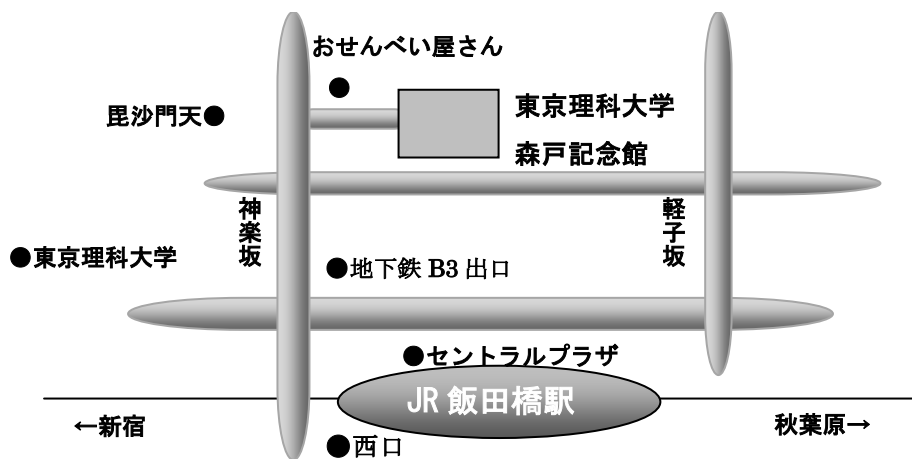 おせんべい屋さん
毘沙門天●
東京理科大学
森戸記念館
神楽坂
軽子坂
●東京理科大学
●地下鉄 B3 出口
●セントラルプラザ
JR 飯田橋駅
←新宿
秋葉原→
●西口